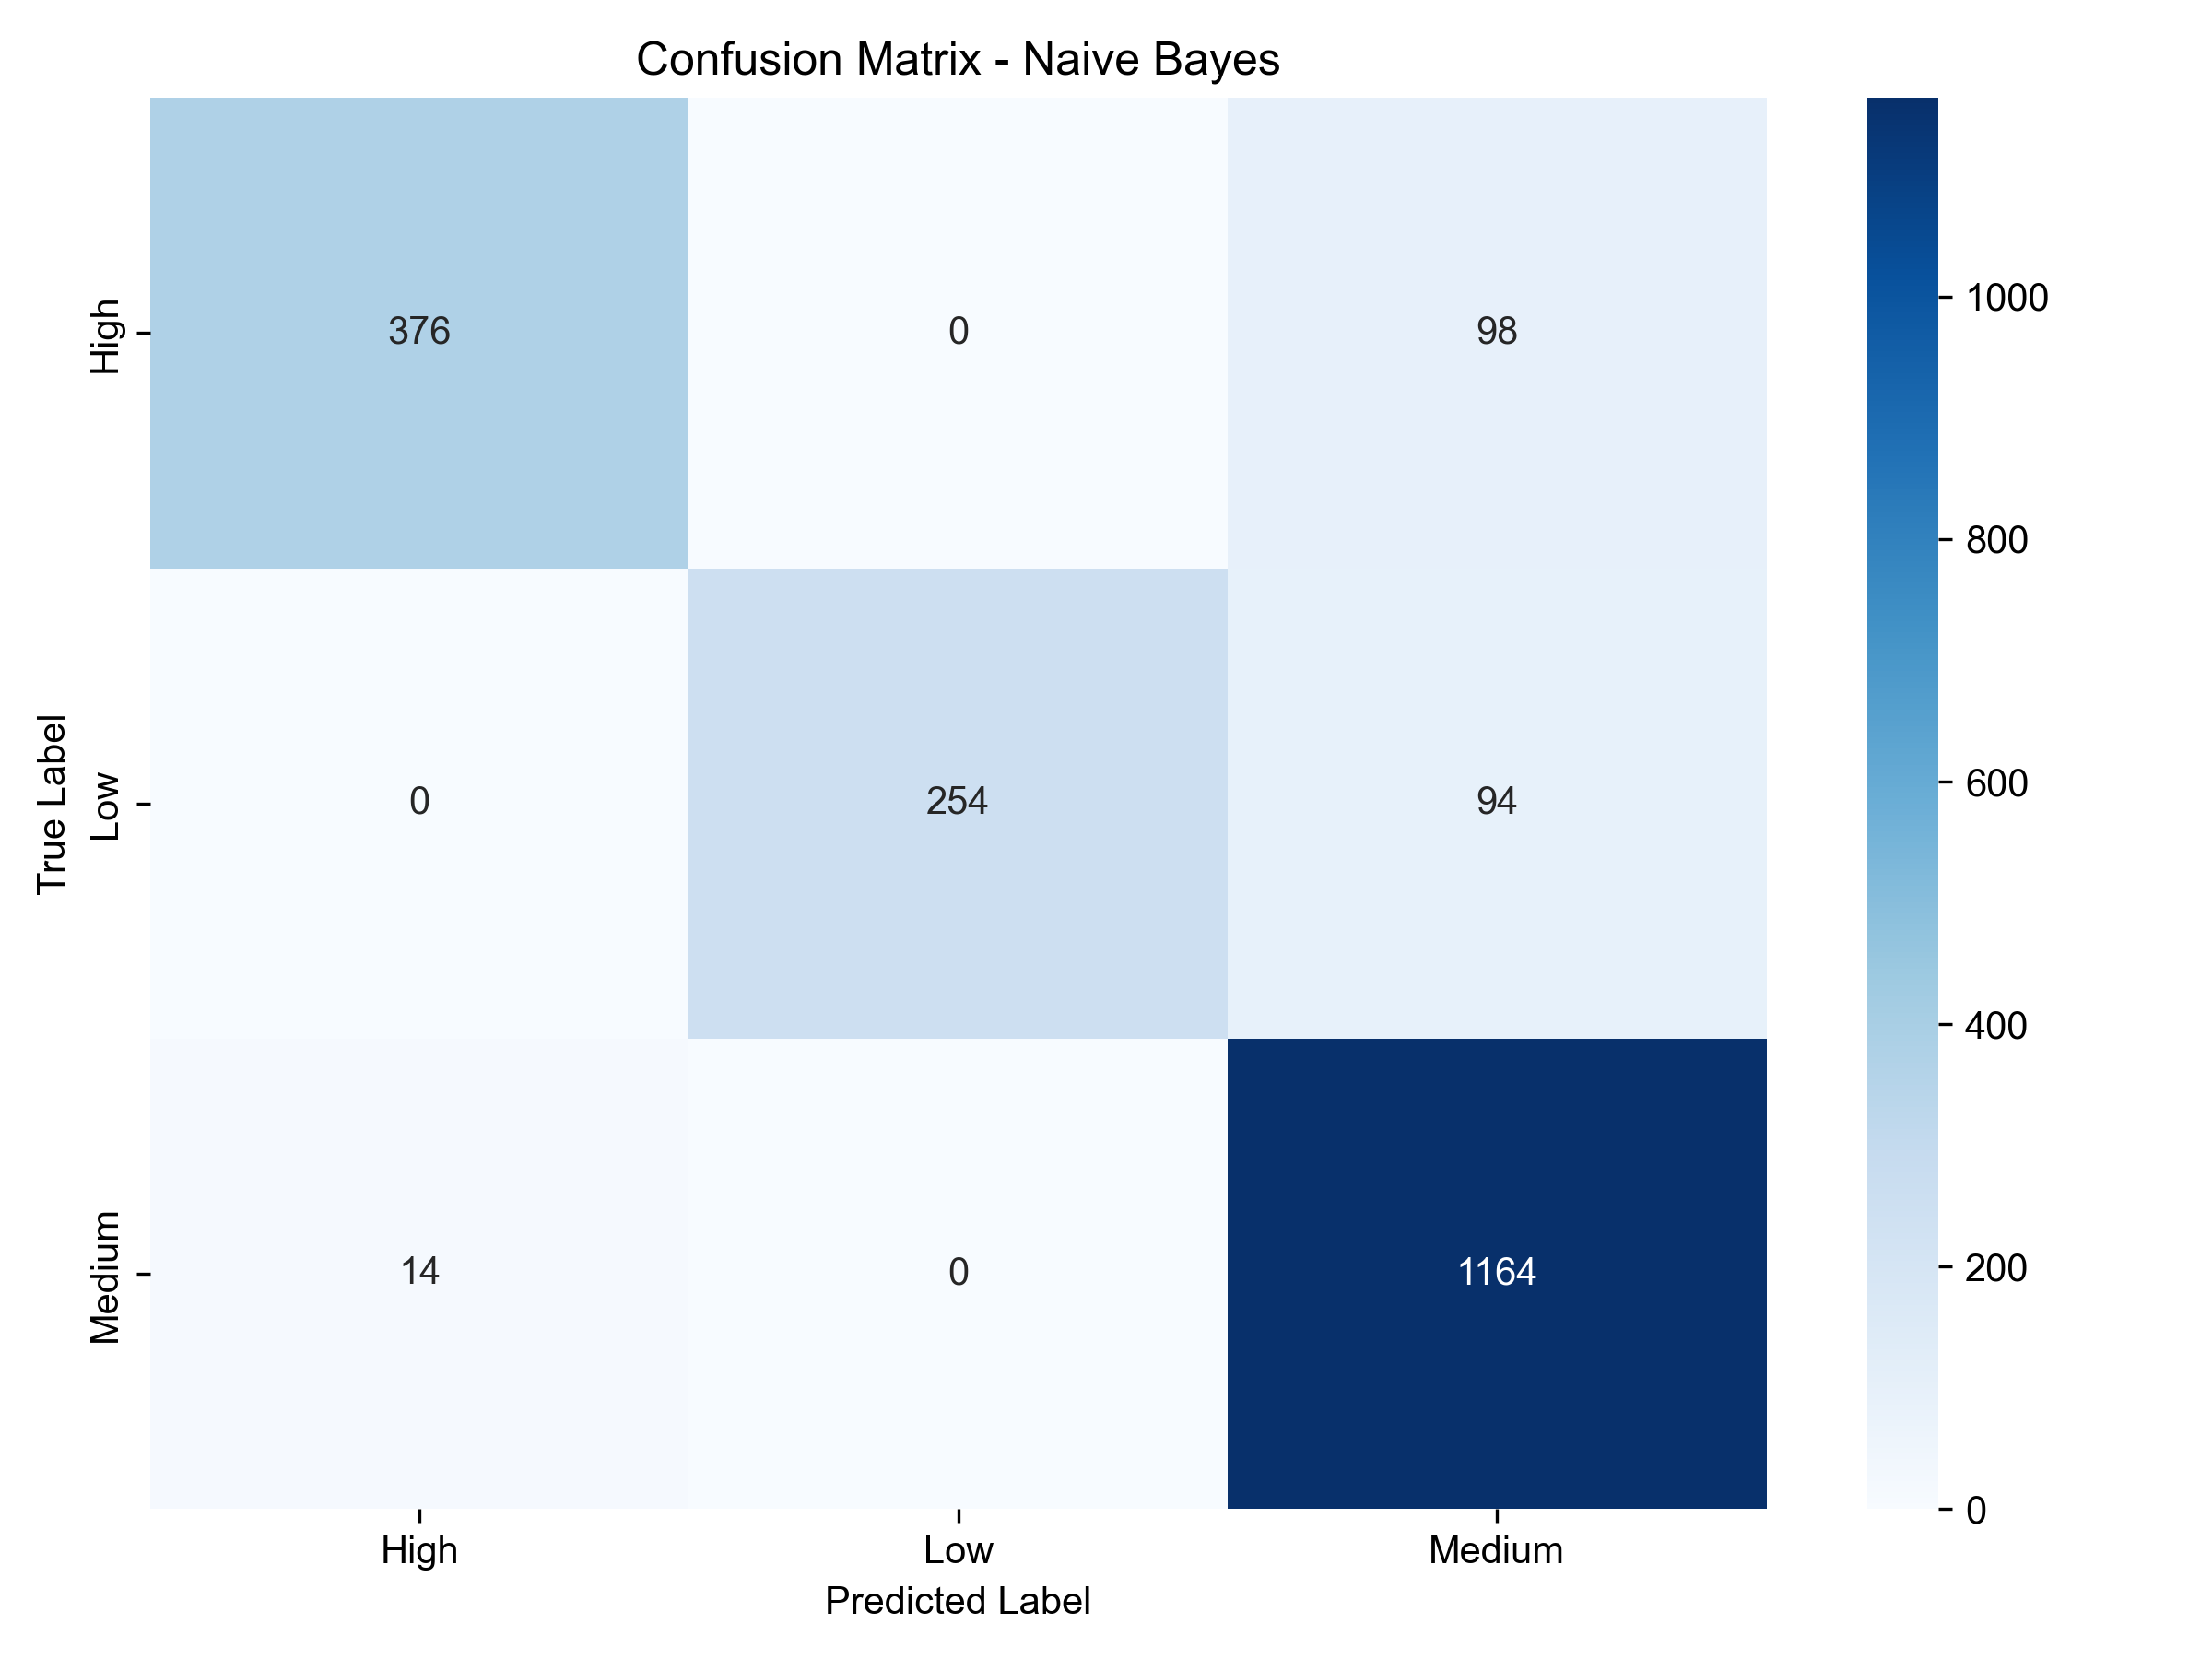 Confusion Matrix - Naive Bayes
True Label
High
376
0
98
Low
0
254
94
Medium
14
0
1164
High
Low
Medium
Predicted Label
1000
800
600
400
200
0